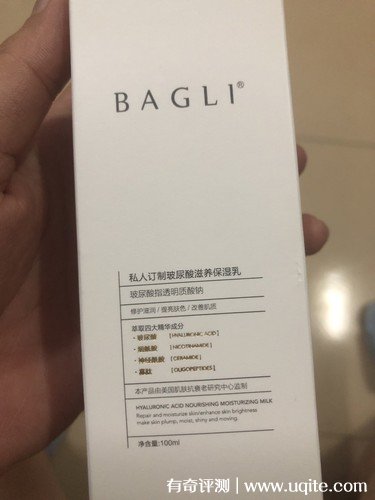 BAGLI®
私人订制玻尿酸滋养保湿乳
玻尿酸指透明质酸钠
修护滋润 / 提亮肤色 / 改善肌质
萃取四大精华成分
·玻尿酸 [HYALURONIC ACID]
·烟酰胺 [NICOTINAMIDE]
·神经酰胺 [CERAMIDE]
·寡肽 [OLIGOPEPTIDES]
本产品由美国肌肤抗衰老研究中心监制
HYALURONIC ACID NOURISHING MOISTURIZING MILK
Repair and moisturize skin/enhance skin brightness
make skin plump, moist, shiny and moving.
净含量:100ml
有奇评测 | www.uqite.com